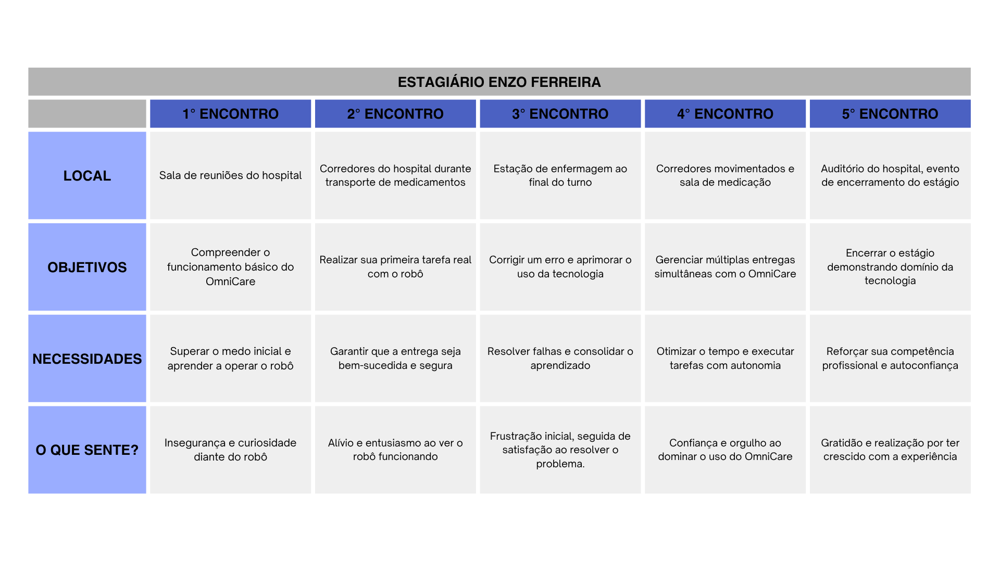 ESTAGIÁRIO ENZO FERREIRA
1° ENCONTRO
2° ENCONTRO
3° ENCONTRO
4° ENCONTRO
5° ENCONTRO
LOCAL
Sala de reuniões do hospital
Corredores do hospital durante
transporte de medicamentos
Estação de enfermagem ao
final do turno
Corredores movimentados e
sala de medicação
Auditório do hospital, evento
de encerramento do estágio
OBJETIVOS
Compreender o
funcionamento básico do
OmniCare
Realizar sua primeira tarefa real
com o robô
Corrigir um erro e aprimorar o
uso da tecnologia
Gerenciar múltiplas entregas
simultâneas com o OmniCare
Encerrar o estágio
demonstrando domínio da
tecnologia
NECESSIDADES
Superar o medo inicial e
aprender a operar o robô
Garantir que a entrega seja
bem-sucedida e segura
Resolver falhas e consolidar o
aprendizado
Otimizar o tempo e executar
tarefas com autonomia
Reforçar sua competência
profissional e autoconfiança
O QUE SENTE?
Insegurança e curiosidade
diante do robô
Alívio e entusiasmo ao ver o
robô funcionando
Frustração inicial, seguida de
satisfação ao resolver o
problema.
Confiança e orgulho ao
dominar o uso do OmniCare
Gratidão e realização por ter
crescido com a experiência